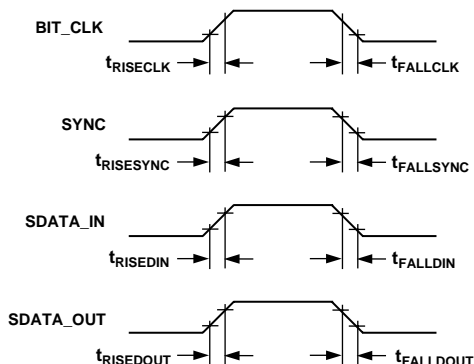 BIT_CLK
tRISECLK tFALLCLK
SYNC
tRISESYNC tFALLSYNC
SDATA_IN
tRISEDIN tFALLDIN
SDATA_OUT
tRISEDOUT tFALLDOUT